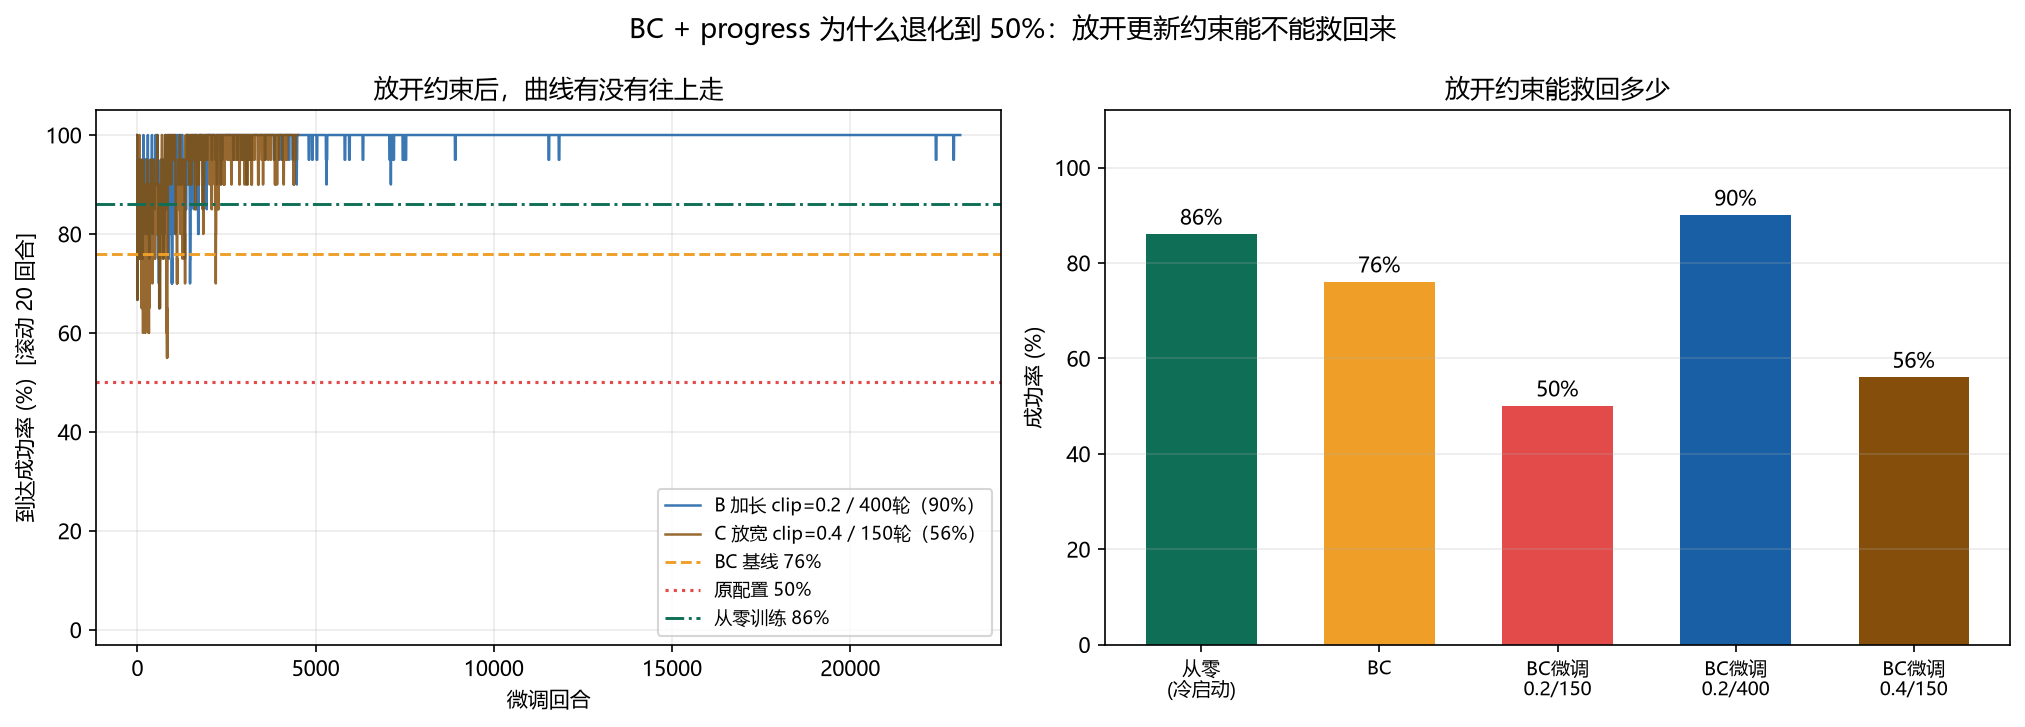 BC + progress 为什么退化到 50%：放开更新约束能不能救回来
放开约束后，曲线有没有往上走
到达成功率 (%) [滚动 20 回合]
100
80
60
40
20
0
0
5000
10000
15000
20000
微调回合
B 加长 clip=0.2 / 400轮（90%）
C 放宽 clip=0.4 / 150轮（56%）
BC 基线 76%
原配置 50%
从零训练 86%
放开约束能救回多少
成功率 (%)
100
80
60
40
20
0
86%
76%
50%
90%
56%
从零
(冷启动)
BC
BC微调
0.2/150
BC微调
0.2/400
BC微调
0.4/150